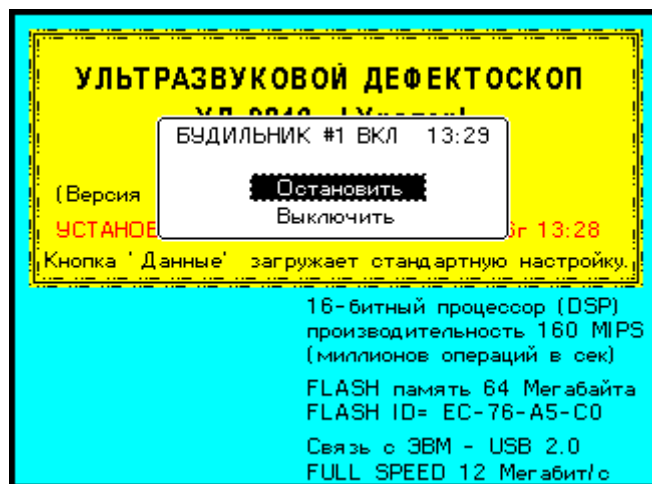 УЛЬТРАЗВУКОВОЙ ДЕФЕКТОСКОП
БУДИЛЬНИК #1 ВКЛ 13:29
Остановить
(Версия
Выключить
13:28
Кнопка ' Данные' загружает стандартную настройку.
16-битный процессор (DSP)
производительность 160 MIPS
(миллионов операций в сек)
FLASH память 64 Мегабайта
FLASH ID= EC-76-A5-C0
Связь с ЭВМ - USB 2.0
FULL SPEED 12 Мегабит/с